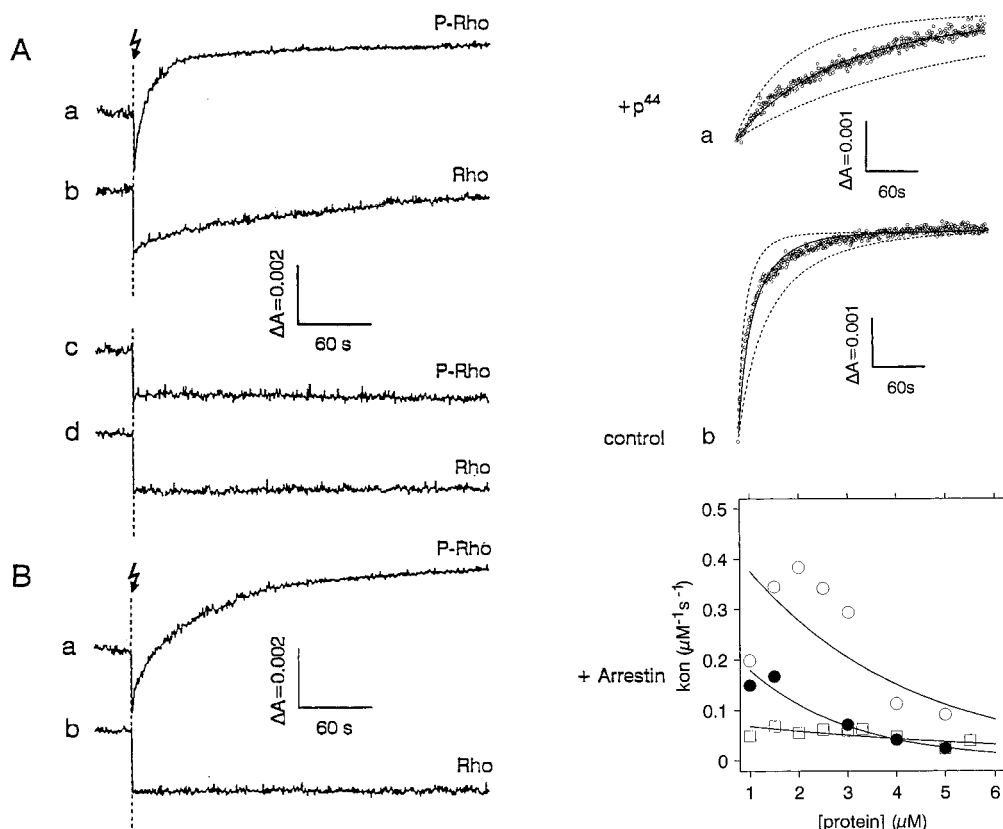 A
P-Rho
a
b
Rho
ΔA=0.002
60 s
c
P-Rho
d
Rho
B
P-Rho
a
ΔA=0.002
60 s
b
Rho
+p44
a
ΔA=0.001
60s
ΔA=0.001
60s
control
b
+ Arrestin
kon (μM-1s-1)
0.5
0.4
0.3
0.2
0.1
0
1 2 3 4 5 6
[protein] (μM)